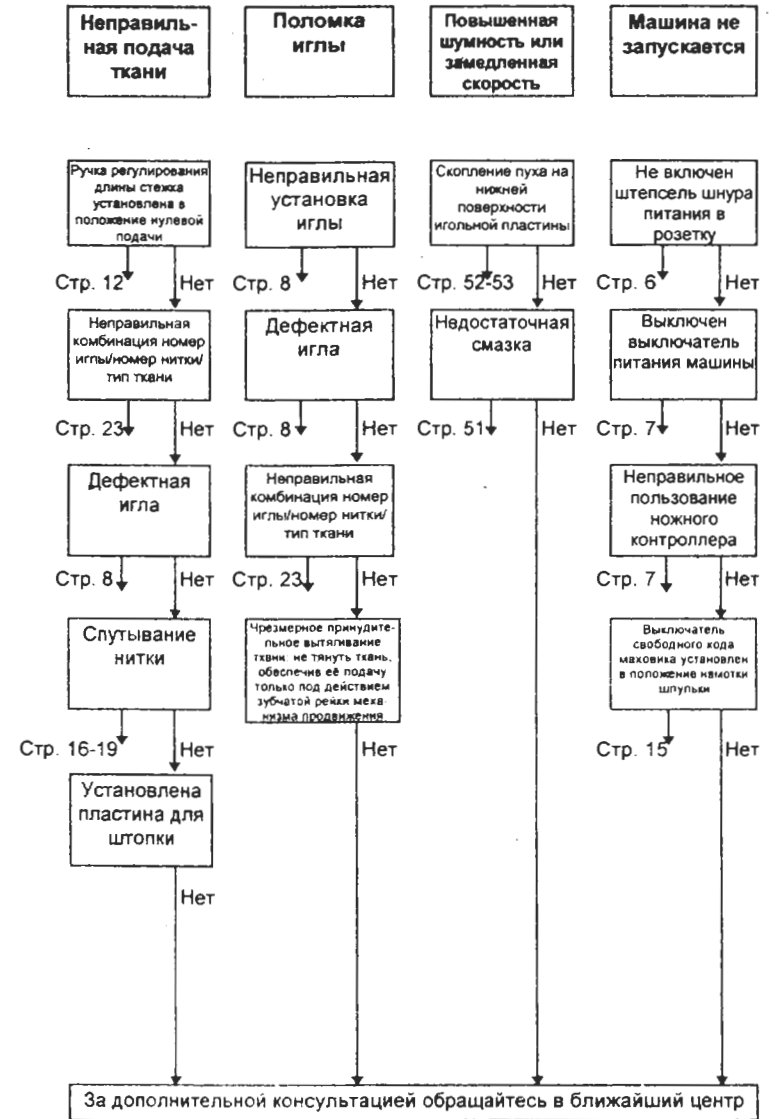 Неправиль-
ная подача
ткани
Поломка
иглы
Повышенная
шумность или
замедленная
скорость
Машина не
запускается
Ручка регулирования
длины стежка
установлена в
положение нулевой
подачи
Неправильная
установка
иглы
Скопление пуха на
нижней
поверхности
игольной пластины
Не включен
штепсель шнура
питания в
розетку
Стр. 12
Нет
Стр. 8
Нет
Стр. 52-53
Нет
Стр. 6
Нет
Неправильная
комбинация номер
иглы/номер нитки/
тип ткани
Дефектная
игла
Недостаточная
смазка
Выключен
выключатель
питания машины
Стр. 23
Нет
Стр. 8
Нет
Стр. 51
Нет
Стр. 7
Нет
Дефектная
игла
Неправильная
комбинация номер
иглы/номер нитки/
тип ткани
Неправильное
пользование
ножного
контроллера
Стр. 8
Нет
Стр. 23
Нет
Стр. 7
Нет
Спутывание
нитки
Чрезмерное принудите-
льное вытягивание
ткани: не тянуть ткань,
обеспечив её подачу
только под действием
зубчатой рейки меха-
низма продвижения
Выключатель
свободного хода
маховика установлен
в положение намотки
шпульки
Стр. 16-19
Нет
Нет
Стр. 15
Нет
Установлена
пластина для
штопки
Нет
За дополнительной консультацией обращайтесь в ближайший центр